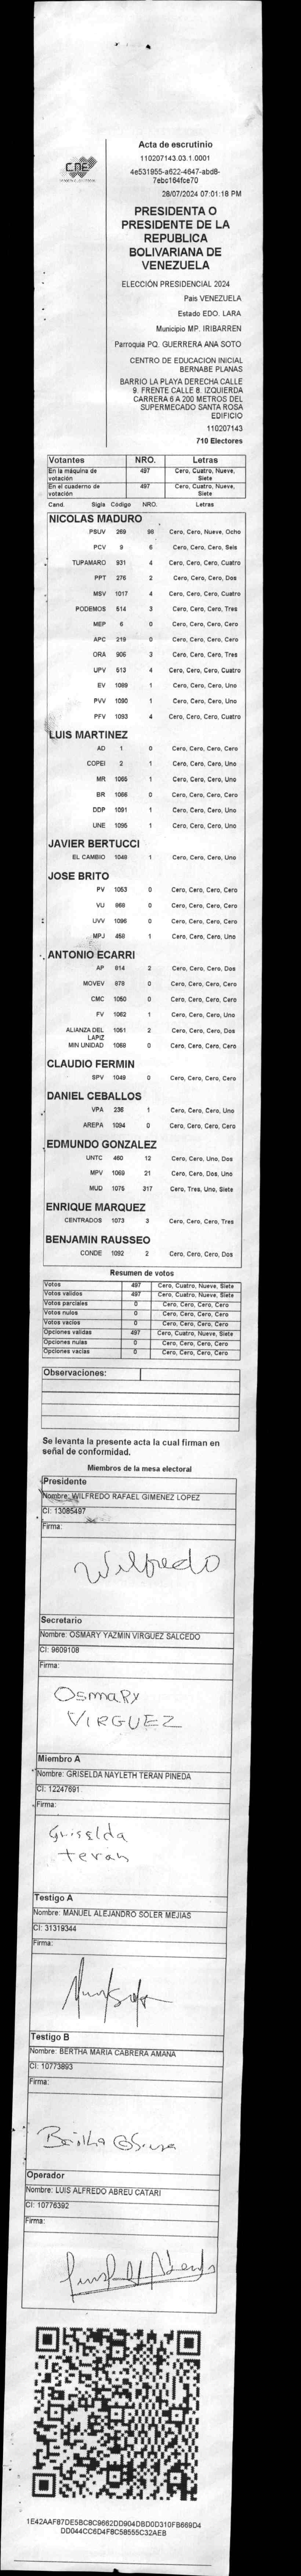 CNE
Acta de escrutinio
110207143.03.1.0001
4e531955-a622-4647-abd8-
7ebc164fce70
28/07/2024 07:01:18 PM
PRESIDENTA O
PRESIDENTE DE LA
REPUBLICA
BOLIVARIANA DE
VENEZUELA
ELECCIÓN PRESIDENCIAL 2024
Pais VENEZUELA
Estado EDO. LARA
Municipio MP. IRIBARREN
Parroquia PQ. GUERRERA ANA SOTO
CENTRO DE EDUCACION INICIAL
BERNABE PLANAS
BARRIO LA PLAYA DERECHA CALLE
9. FRENTE CALLE 8. IZQUIERDA
CARRERA 6 A 200 METROS DEL
SUPERMECADO SANTA ROSA
EDIFICIO
110207143
710 Electores
Votantes NRO. Letras
En la máquina de votación 497 Cero, Cuatro, Nueve, Siete
En el cuaderno de votación 497 Cero, Cuatro, Nueve, Siete
Cand. Sigla Código NRO. Letras
NICOLAS MADURO
PSUV 269 98 Cero, Cero, Nueve, Ocho
PCV 9 6 Cero, Cero, Cero, Seis
TUPAMARO 931 4 Cero, Cero, Cero, Cuatro
PPT 276 2 Cero, Cero, Cero, Dos
MSV 1017 4 Cero, Cero, Cero, Cuatro
PODEMOS 514 3 Cero, Cero, Cero, Tres
MEP 6 0 Cero, Cero, Cero, Cero
APC 219 0 Cero, Cero, Cero, Cero
ORA 906 3 Cero, Cero, Cero, Tres
UPV 513 4 Cero, Cero, Cero, Cuatro
EV 1089 1 Cero, Cero, Cero, Uno
PVV 1090 1 Cero, Cero, Cero, Uno
PFV 1093 4 Cero, Cero, Cero, Cuatro
LUIS MARTINEZ
AD 1 0 Cero, Cero, Cero, Cero
COPEI 2 1 Cero, Cero, Cero, Uno
MR 1065 1 Cero, Cero, Cero, Uno
BR 1066 0 Cero, Cero, Cero, Cero
DDP 1091 1 Cero, Cero, Cero, Uno
UNE 1095 1 Cero, Cero, Cero, Uno
JAVIER BERTUCCI
EL CAMBIO 1048 1 Cero, Cero, Cero, Uno
JOSE BRITO
PV 1053 0 Cero, Cero, Cero, Cero
VU 868 0 Cero, Cero, Cero, Cero
UVV 1096 0 Cero, Cero, Cero, Cero
MPJ 458 1 Cero, Cero, Cero, Uno
ANTONIO ECARRI
AP 814 2 Cero, Cero, Cero, Dos
MOVEV 878 0 Cero, Cero, Cero, Cero
CMC 1050 0 Cero, Cero, Cero, Cero
FV 1062 1 Cero, Cero, Cero, Uno
ALIANZA DEL LAPIZ 1051 2 Cero, Cero, Cero, Dos
MIN UNIDAD 1068 0 Cero, Cero, Cero, Cero
CLAUDIO FERMIN
SPV 1049 0 Cero, Cero, Cero, Cero
DANIEL CEBALLOS
VPA 236 1 Cero, Cero, Cero, Uno
AREPA 1094 0 Cero, Cero, Cero, Cero
EDMUNDO GONZALEZ
UNTC 460 12 Cero, Cero, Uno, Dos
MPV 1069 21 Cero, Cero, Dos, Uno
MUD 1075 317 Cero, Tres, Uno, Siete
ENRIQUE MARQUEZ
CENTRADOS 1073 3 Cero, Cero, Cero, Tres
BENJAMIN RAUSSEO
CONDE 1092 2 Cero, Cero, Cero, Dos
Resumen de votos
Votos 497 Cero, Cuatro, Nueve, Siete
Votos validos 497 Cero, Cuatro, Nueve, Siete
Votos parciales 0 Cero, Cero, Cero, Cero
Votos nulos 0 Cero, Cero, Cero, Cero
Votos vacios 0 Cero, Cero, Cero, Cero
Opciones validas 497 Cero, Cuatro, Nueve, Siete
Opciones nulas 0 Cero, Cero, Cero, Cero
Opciones vacias 0 Cero, Cero, Cero, Cero
Observaciones:
Se levanta la presente acta la cual firman en
señal de conformidad.
Miembros de la mesa electoral
Presidente
Nombre: WILFREDO RAFAEL GIMENEZ LOPEZ
CI: 13085497
Firma:
Wilfredo
Secretario
Nombre: OSMARY YAZMIN VIRGUEZ SALCEDO
CI: 9609108
Firma:
Osmary
VIRGUEZ
Miembro A
Nombre: GRISELDA NAYLETH TERAN PINEDA
CI: 12247691
Firma:
Griselda
teran
Testigo A
Nombre: MANUEL ALEJANDRO SOLER MEJIAS
CI: 31319344
Firma:
Testigo B
Nombre: BERTHA MARIA CABRERA AMANA
CI: 10773893
Firma:
Bertha
Operador
Nombre: LUIS ALFREDO ABREU CATARI
CI: 10776392
Firma:
1E42AAF87DE5BC8C9662DD904DBD0D310FB669D4
DD044CC6D4F8C58555C32AEB